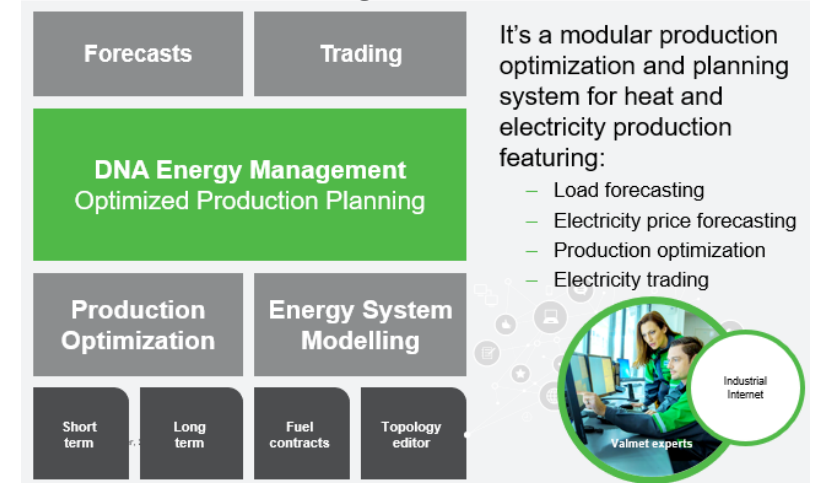 Forecasts
Trading
DNA Energy Management
Optimized Production Planning
Production
Optimization
Energy System
Modelling
Short
term
Long
term
Fuel
contracts
Topology
editor
It’s a modular production
optimization and planning
system for heat and
electricity production
featuring:
– Load forecasting
– Electricity price forecasting
– Production optimization
– Electricity trading
Valmet experts
Industrial
Internet